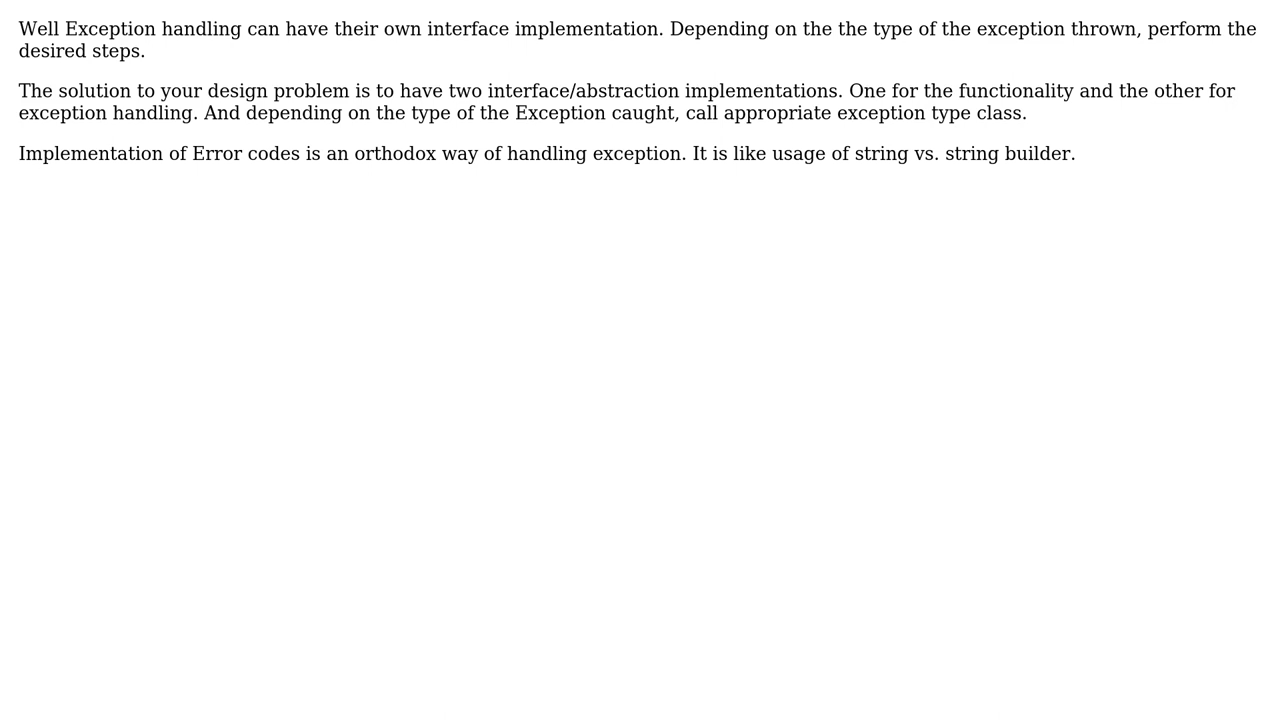 Well Exception handling can have their own interface implementation. Depending on the the type of the exception thrown, perform the
desired steps.
The solution to your design problem is to have two interface/abstraction implementations. One for the functionality and the other for
exception handling. And depending on the type of the Exception caught, call appropriate exception type class.
Implementation of Error codes is an orthodox way of handling exception. It is like usage of string vs. string builder.